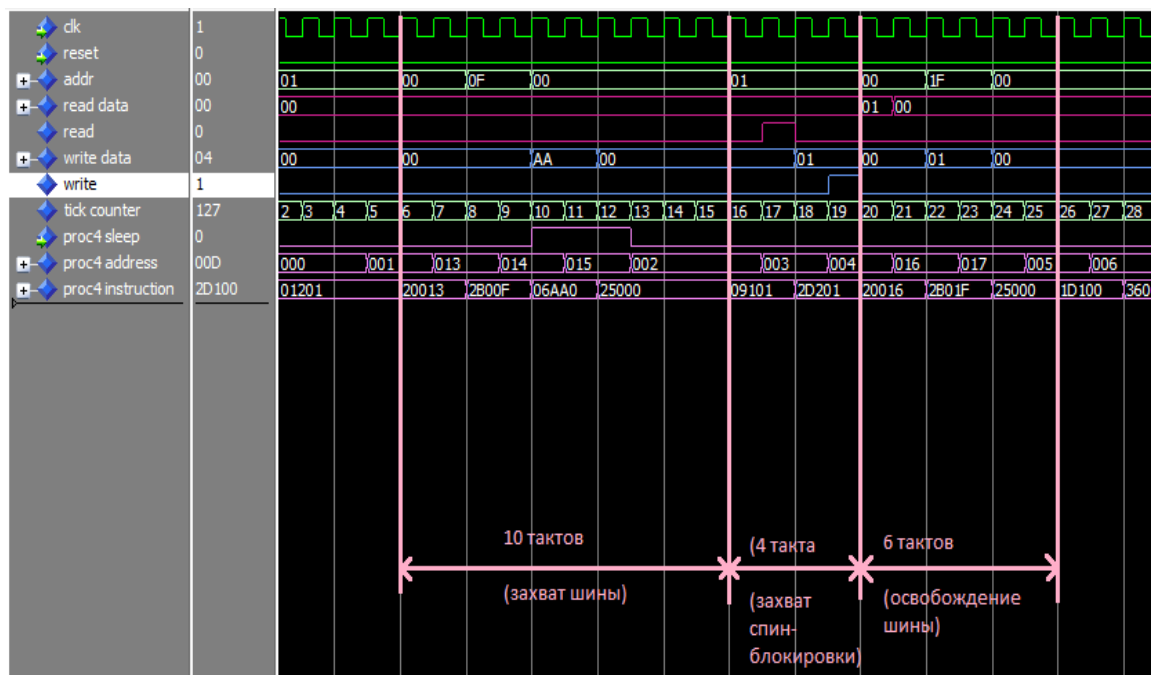 clk 1
reset 0
addr 00 01 00 0F 00 01 00 1F 00
read data 00 00 01 00
read 0
write data 04 00 00 AA 00 01 00 01 00
write 1
tick counter 127 2 3 4 5 6 7 8 9 10 11 12 13 14 15 16 17 18 19 20 21 22 23 24 25 26 27 28
proc4 sleep 0
proc4 address 00D 000 001 013 014 015 002 003 004 016 017 005 006
proc4 instruction 2D100 01201 20013 2B00F 06AA0 25000 09101 2D201 20016 2B01F 25000 1D100 360
10 тактов
(захват шины)
(4 такта
(захват
спин-
блокировки)
6 тактов
(освобождение
шины)